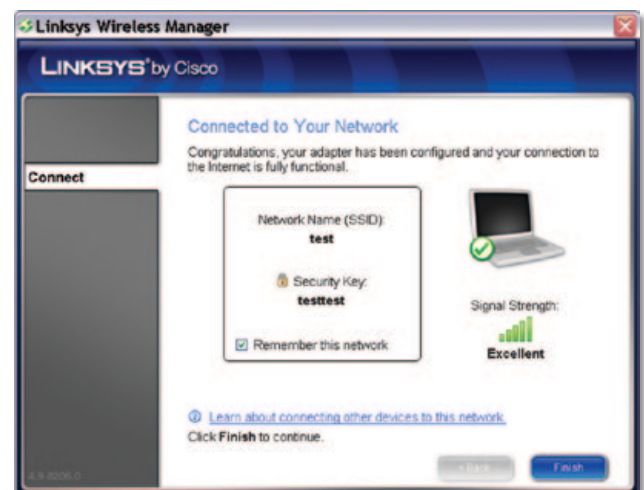 Linksys Wireless Manager
LINKSYS® by Cisco
Connected to Your Network
Congratulations, your adapter has been configured and your connection to
the Internet is fully functional.
Connect
Network Name (SSID):
test
Security Key:
testtest
Remember this network
Signal Strength:
Excellent
Learn about connecting other devices to this network.
Click Finish to continue.
‹ Back
Finish